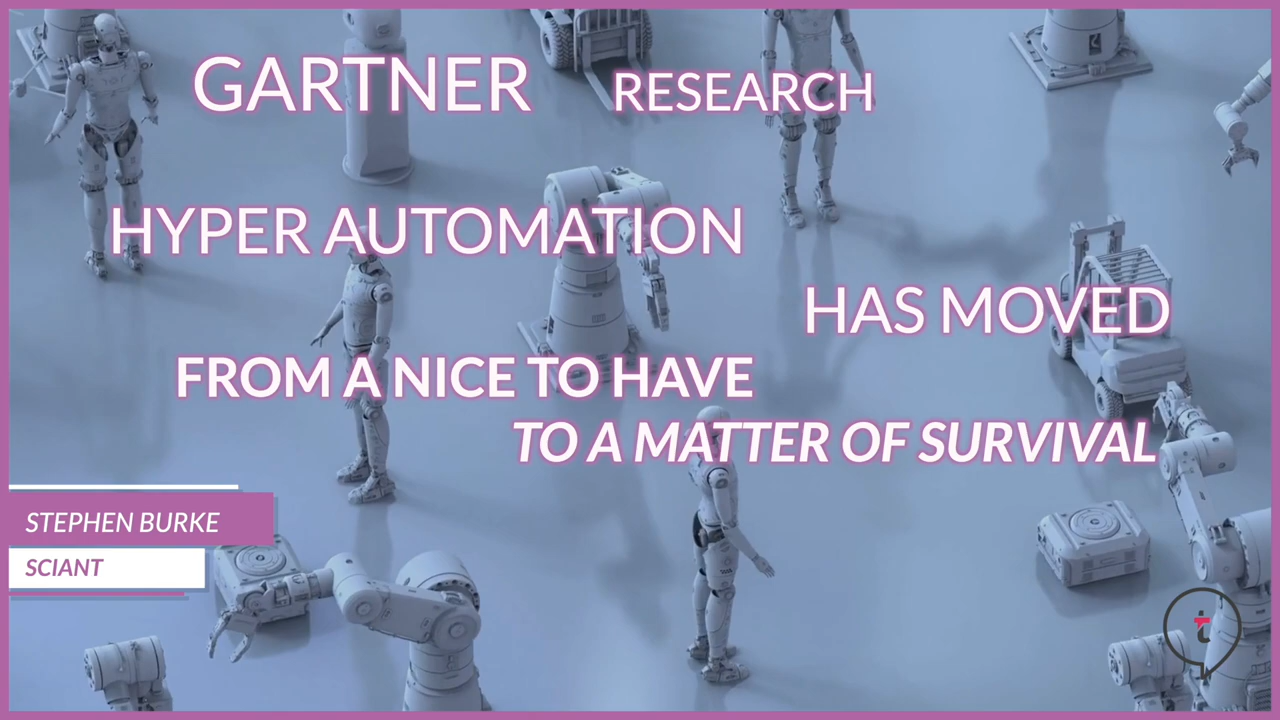 GARTNER RESEARCH
HYPER AUTOMATION
HAS MOVED
FROM A NICE TO HAVE
TO A MATTER OF SURVIVAL
STEPHEN BURKE
SCIANT
t